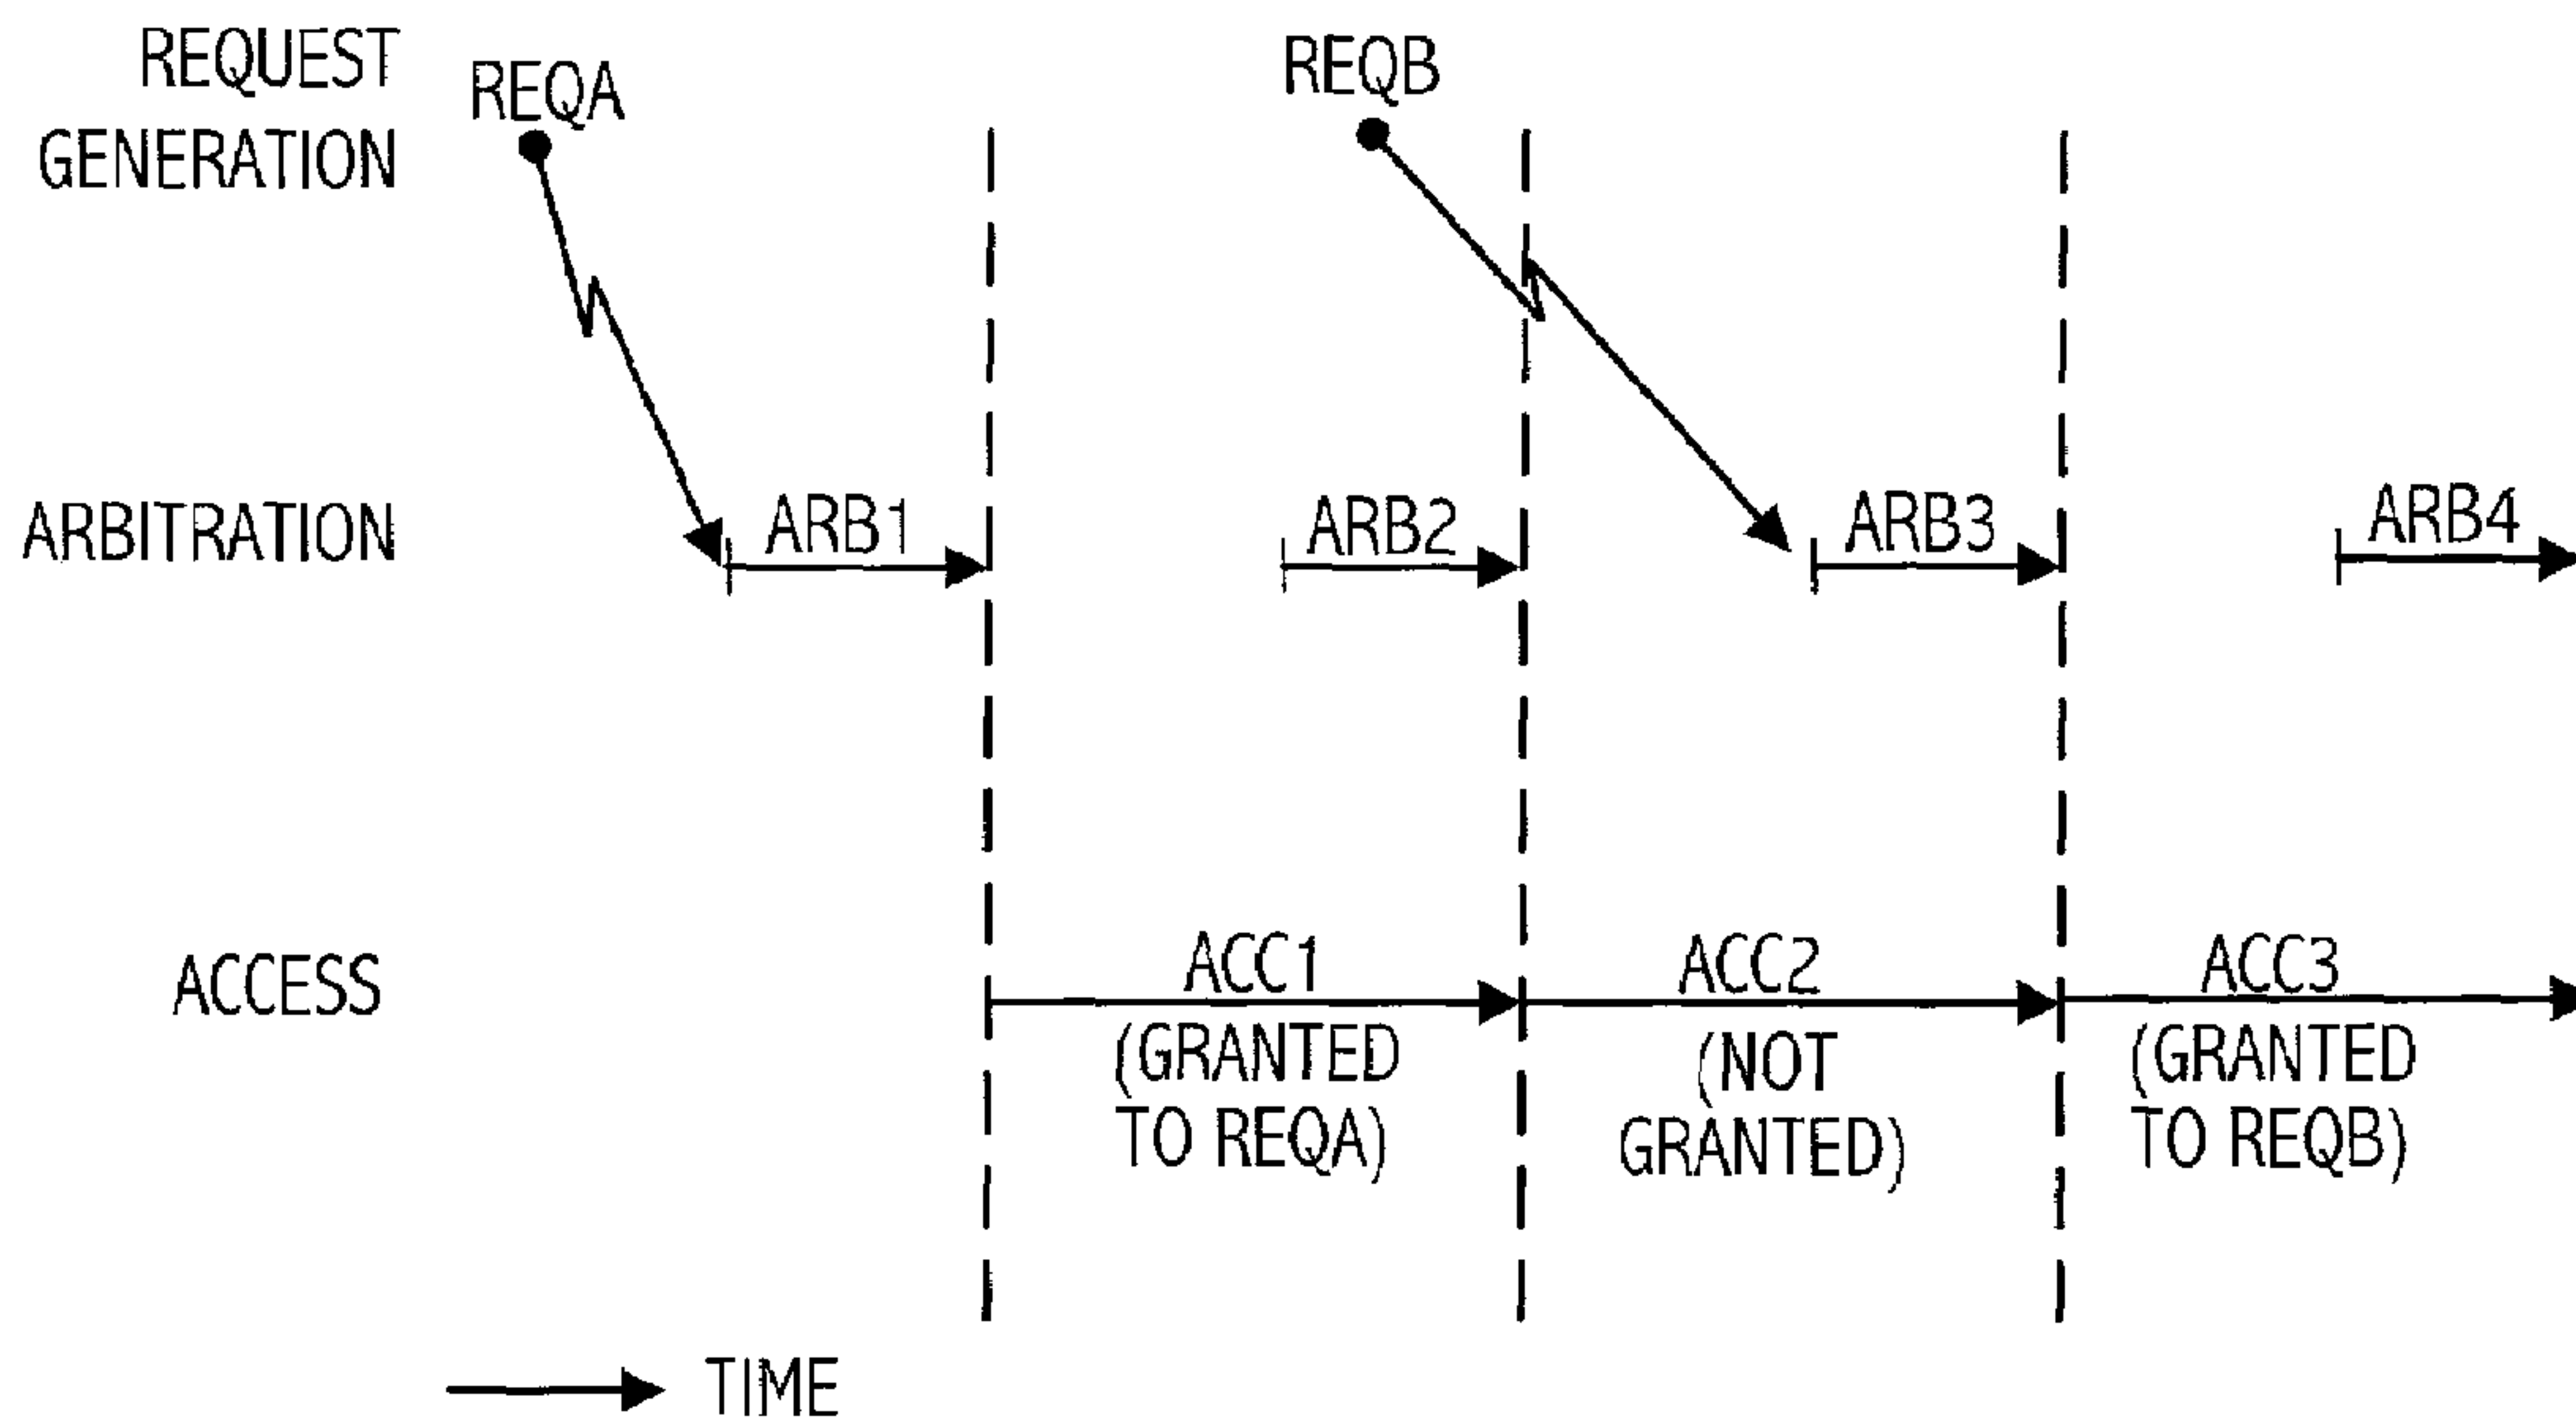 REQUEST
GENERATION
REQA
REQB
ARBITRATION
ARB1
ARB2
ARB3
ARB4
ACCESS
ACC1
(GRANTED
TO REQA)
ACC2
(NOT
GRANTED)
ACC3
(GRANTED
TO REQB)
TIME